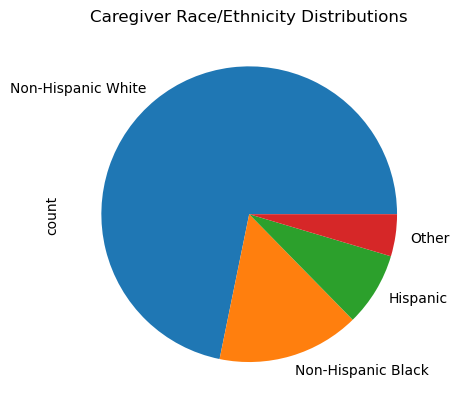 Caregiver Race/Ethnicity Distributions
Non-Hispanic White
count
Other
Hispanic
Non-Hispanic Black